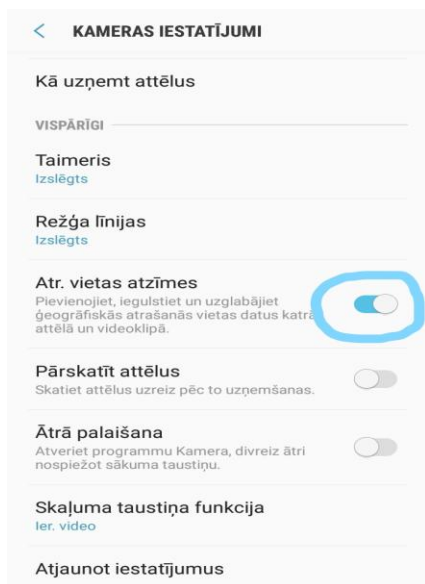 KAMERAS IESTATĪJUMI
Kā uzņemt attēlus
VISPĀRĪGI
Taimeris
Izslēgts
Režģa līnijas
Izslēgts
Atr. vietas atzīmes
Pievienojiet, iegulstiet un uzglabājiet
ģeogrāfiskās atrašanās vietas datus katrā
attēlā un videoklipā.
Pārskatīt attēlus
Skatiet attēlus uzreiz pēc to uzņemšanas.
Ātrā palaišana
Atveriet programmu Kamera, divreiz ātri
nospiežot sākuma taustiņu.
Skaļuma taustiņa funkcija
Ier. video
Atjaunot iestatījumus